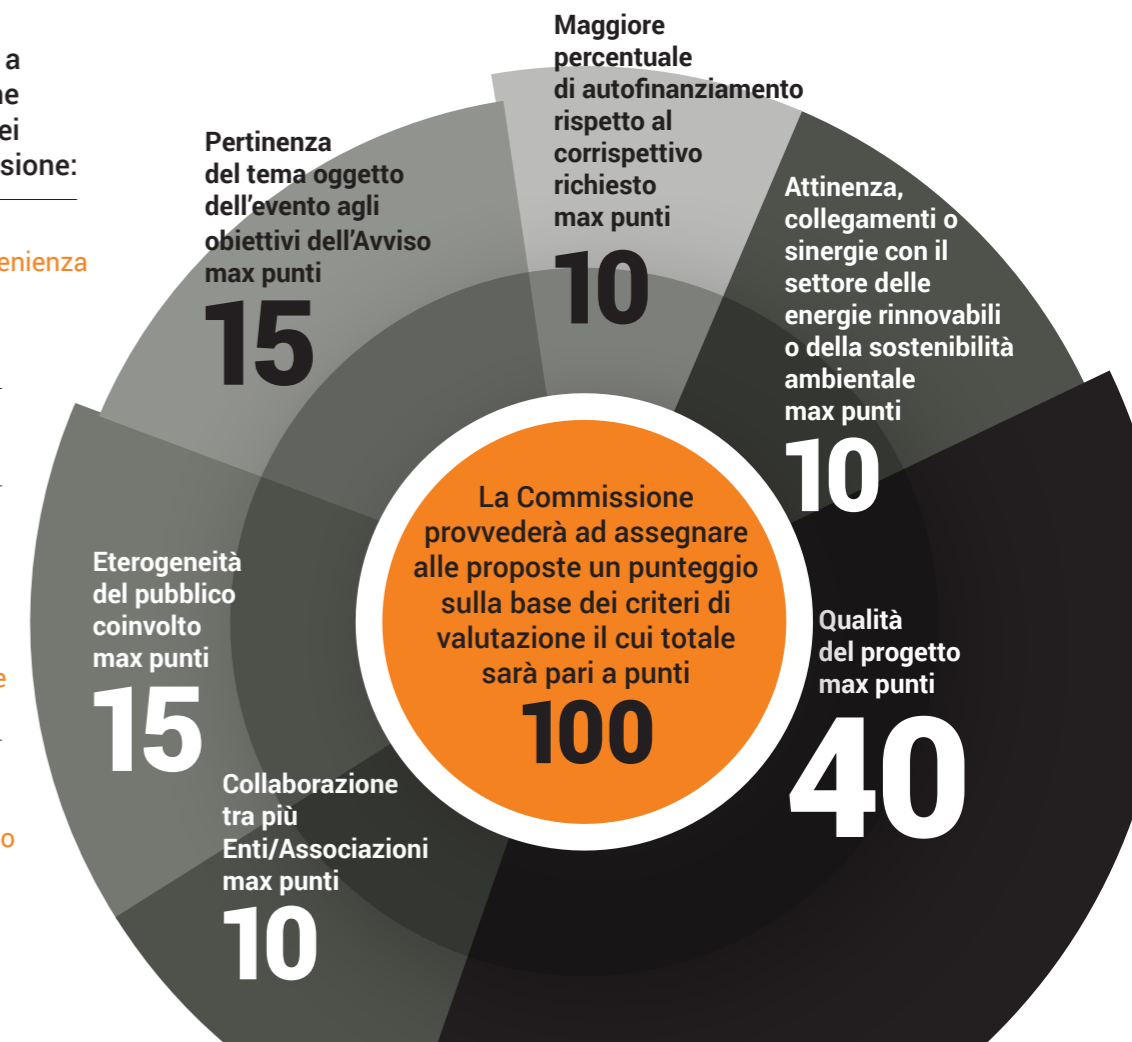 a
ei
sione:
enienza
e
o
Maggiore
percentuale
di autofinanziamento
rispetto al
corrispettivo
richiesto
max punti
10
Pertinenza
del tema oggetto
dell'evento agli
obiettivi dell'Avviso
max punti
15
Attinenza,
collegamenti o
sinergie con il
settore delle
energie rinnovabili
o della sostenibilità
ambientale
max punti
10
La Commissione
provvederà ad assegnare
alle proposte un punteggio
sulla base dei criteri di
valutazione il cui totale
sarà pari a punti
100
Eterogeneità
del pubblico
coinvolto
max punti
15
Qualità
del progetto
max punti
40
Collaborazione
tra più
Enti/Associazioni
max punti
10